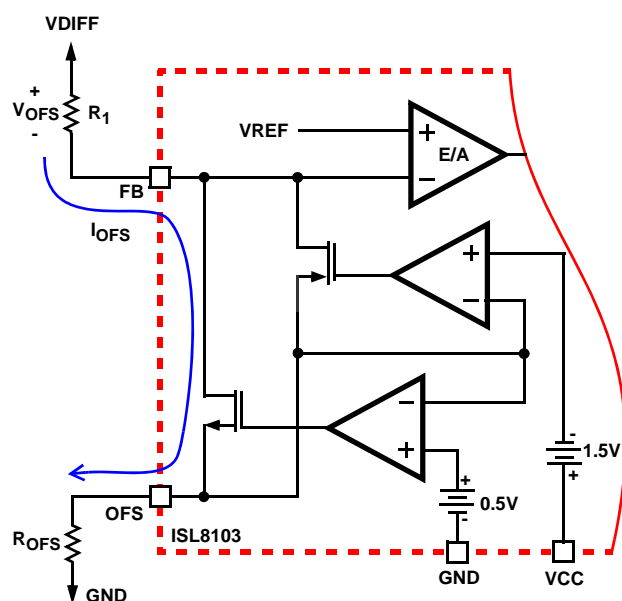 VDIFF
+
VOFS
-
R1
VREF
+
E/A
−
FB
IOFS
+
−
−
+
-
1.5V
+
+
0.5V
-
OFS
ISL8103
ROFS
GND
GND
VCC